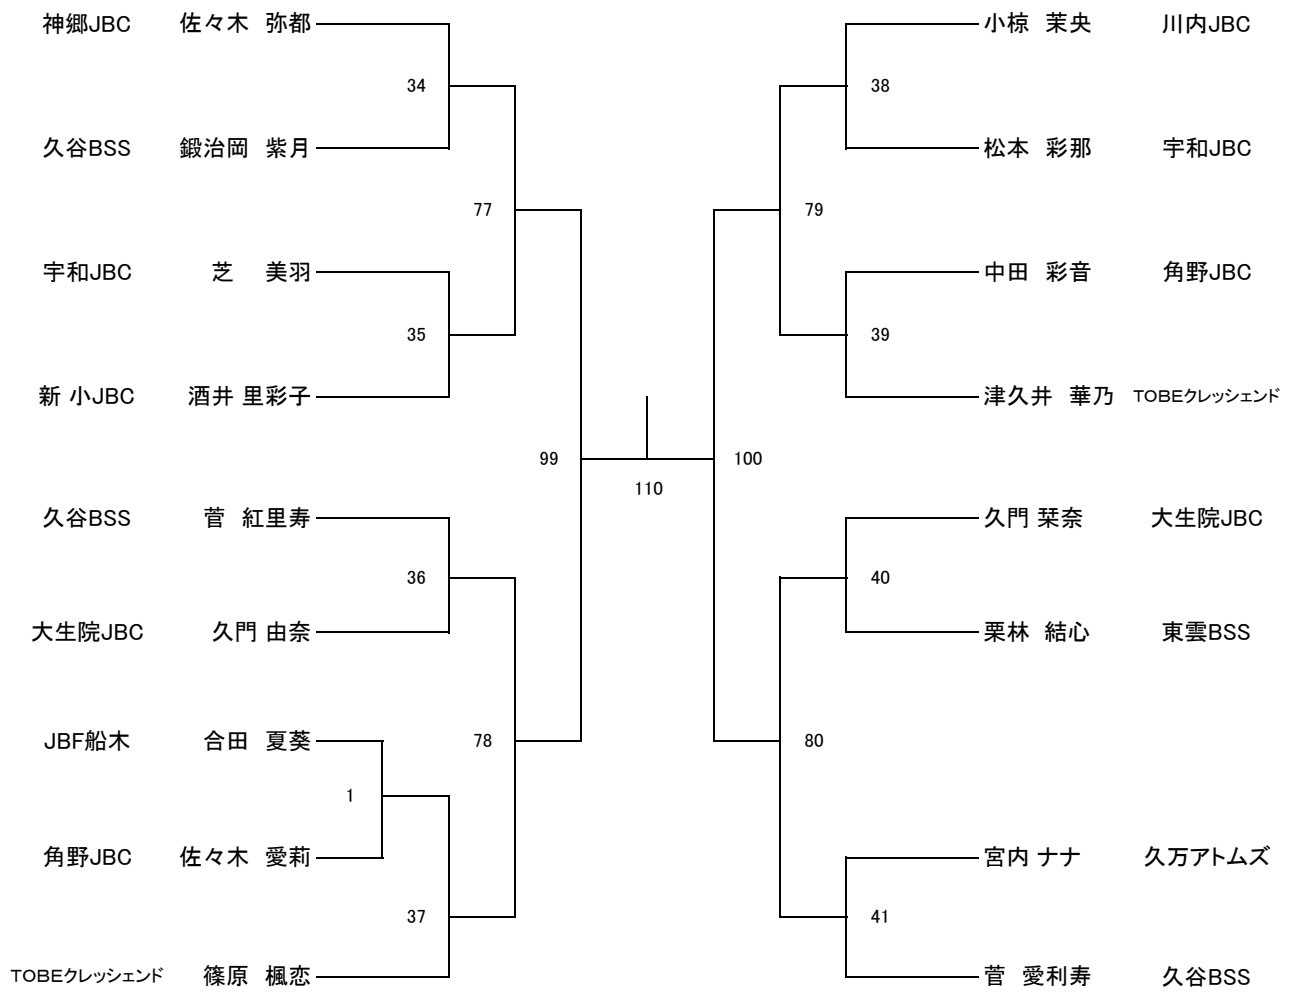 神郷JBC 佐々木 弥都 小椋 茉央 川内JBC
34 38
久谷BSS 鍛治岡 紫月 松本 彩那 宇和JBC
77 79
宇和JBC 芝 美羽 中田 彩音 角野JBC
35 39
新 小JBC 酒井 里彩子 津久井 華乃 TOBEクレッシェンド
99 100
110
久谷BSS 菅 紅里寿 久門 栞奈 大生院JBC
36 40
大生院JBC 久門 由奈 栗林 結心 東雲BSS
JBF船木 合田 夏葵 78 80
1
角野JBC 佐々木 愛莉 宮内 ナナ 久万アトムズ
37 41
TOBEクレッシェンド 篠原 楓恋 菅 愛利寿 久谷BSS